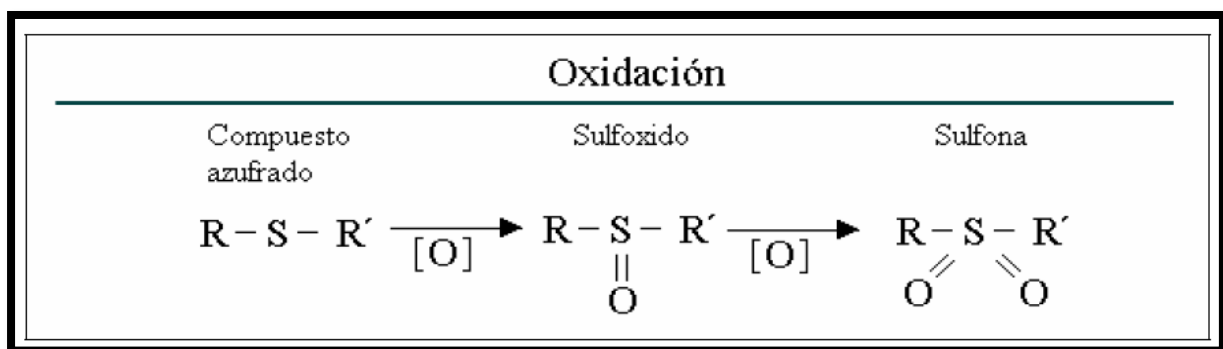 Oxidación
Compuesto Sulfoxido Sulfona
azufrado
R – S – R´ [O] R – S – R´ [O] R – S – R´
O O O